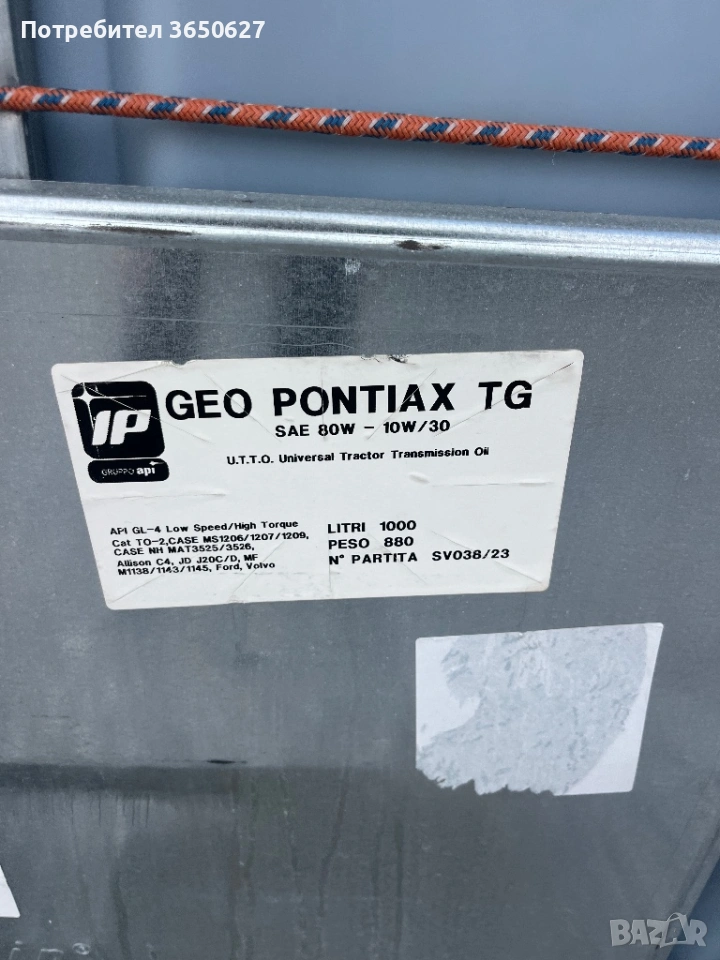 Потребител 3650627
IP
GRUPPO api
GEO PONTIAX TG
SAE 80W - 10W/30
U.T.T.O. Universal Tractor Transmission Oil
API GL-4 Low Speed/High Torque
Cat TO-2,CASE MS1206/1207/1209,
CASE NH MAT3525/3526,
Allison C4, JD J20C/D, MF
M1138/1143/1145, Ford, Volvo
LITRI 1000
PESO 880
N° PARTITA SV038/23
BAZAR